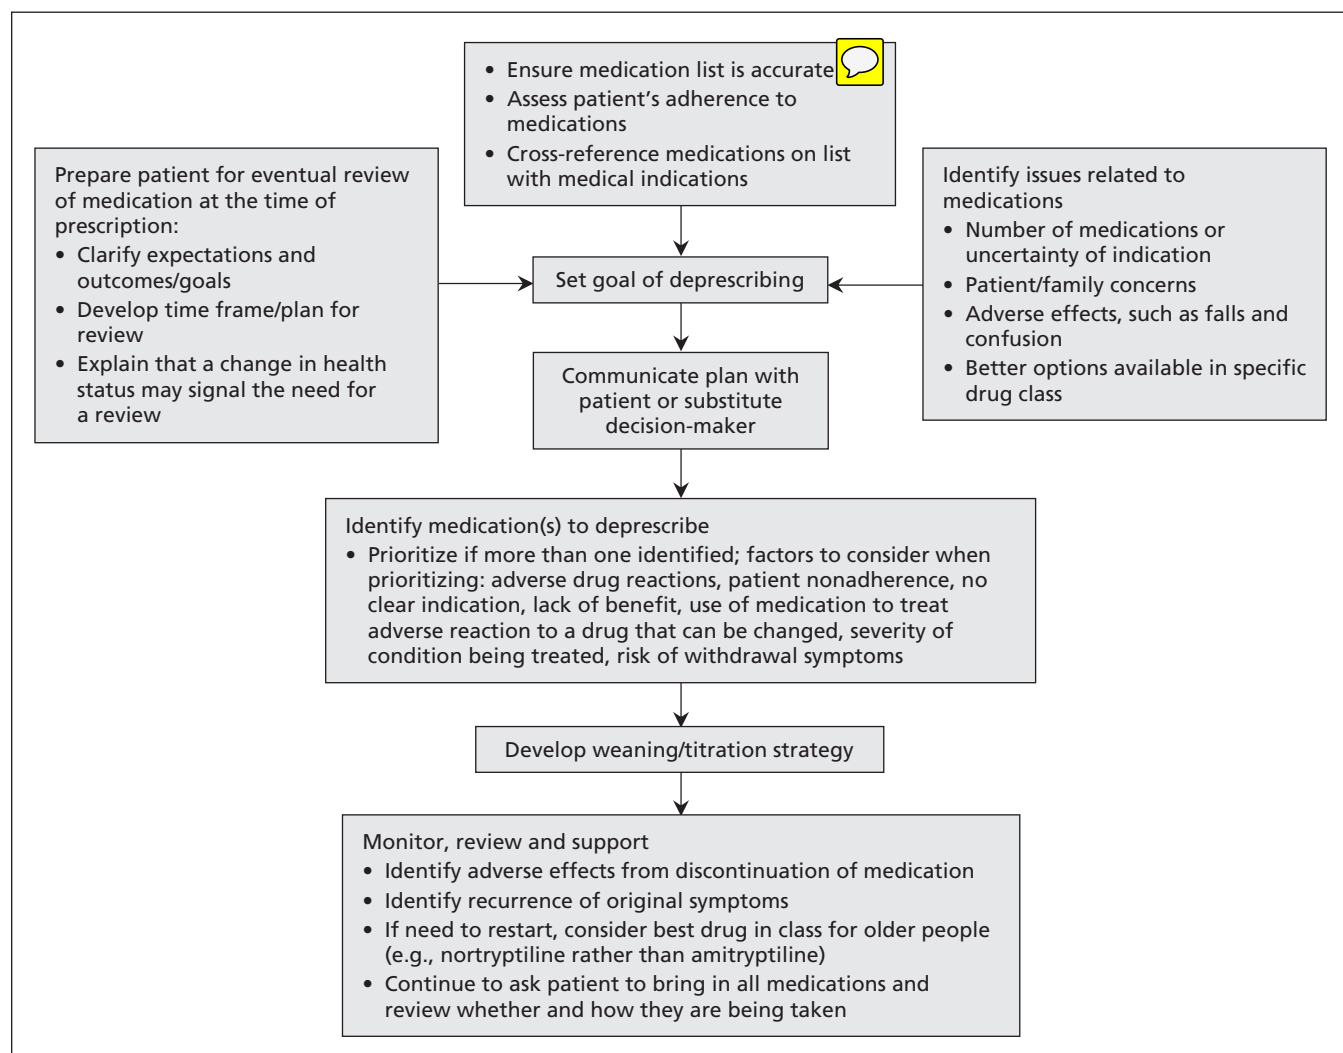 • Ensure medication list is accurate
• Assess patient’s adherence to
medications
• Cross-reference medications on list
with medical indications
Prepare patient for eventual review
of medication at the time of
prescription:
• Clarify expectations and
outcomes/goals
• Develop time frame/plan for
review
• Explain that a change in health
status may signal the need for
a review
Identify issues related to
medications
• Number of medications or
uncertainty of indication
• Patient/family concerns
• Adverse effects, such as falls and
confusion
• Better options available in specific
drug class
Set goal of deprescribing
Communicate plan with
patient or substitute
decision-maker
Identify medication(s) to deprescribe
• Prioritize if more than one identified; factors to consider when
prioritizing: adverse drug reactions, patient nonadherence, no
clear indication, lack of benefit, use of medication to treat
adverse reaction to a drug that can be changed, severity of
condition being treated, risk of withdrawal symptoms
Develop weaning/titration strategy
Monitor, review and support
• Identify adverse effects from discontinuation of medication
• Identify recurrence of original symptoms
• If need to restart, consider best drug in class for older people
(e.g., nortryptiline rather than amitryptiline)
• Continue to ask patient to bring in all medications and
review whether and how they are being taken